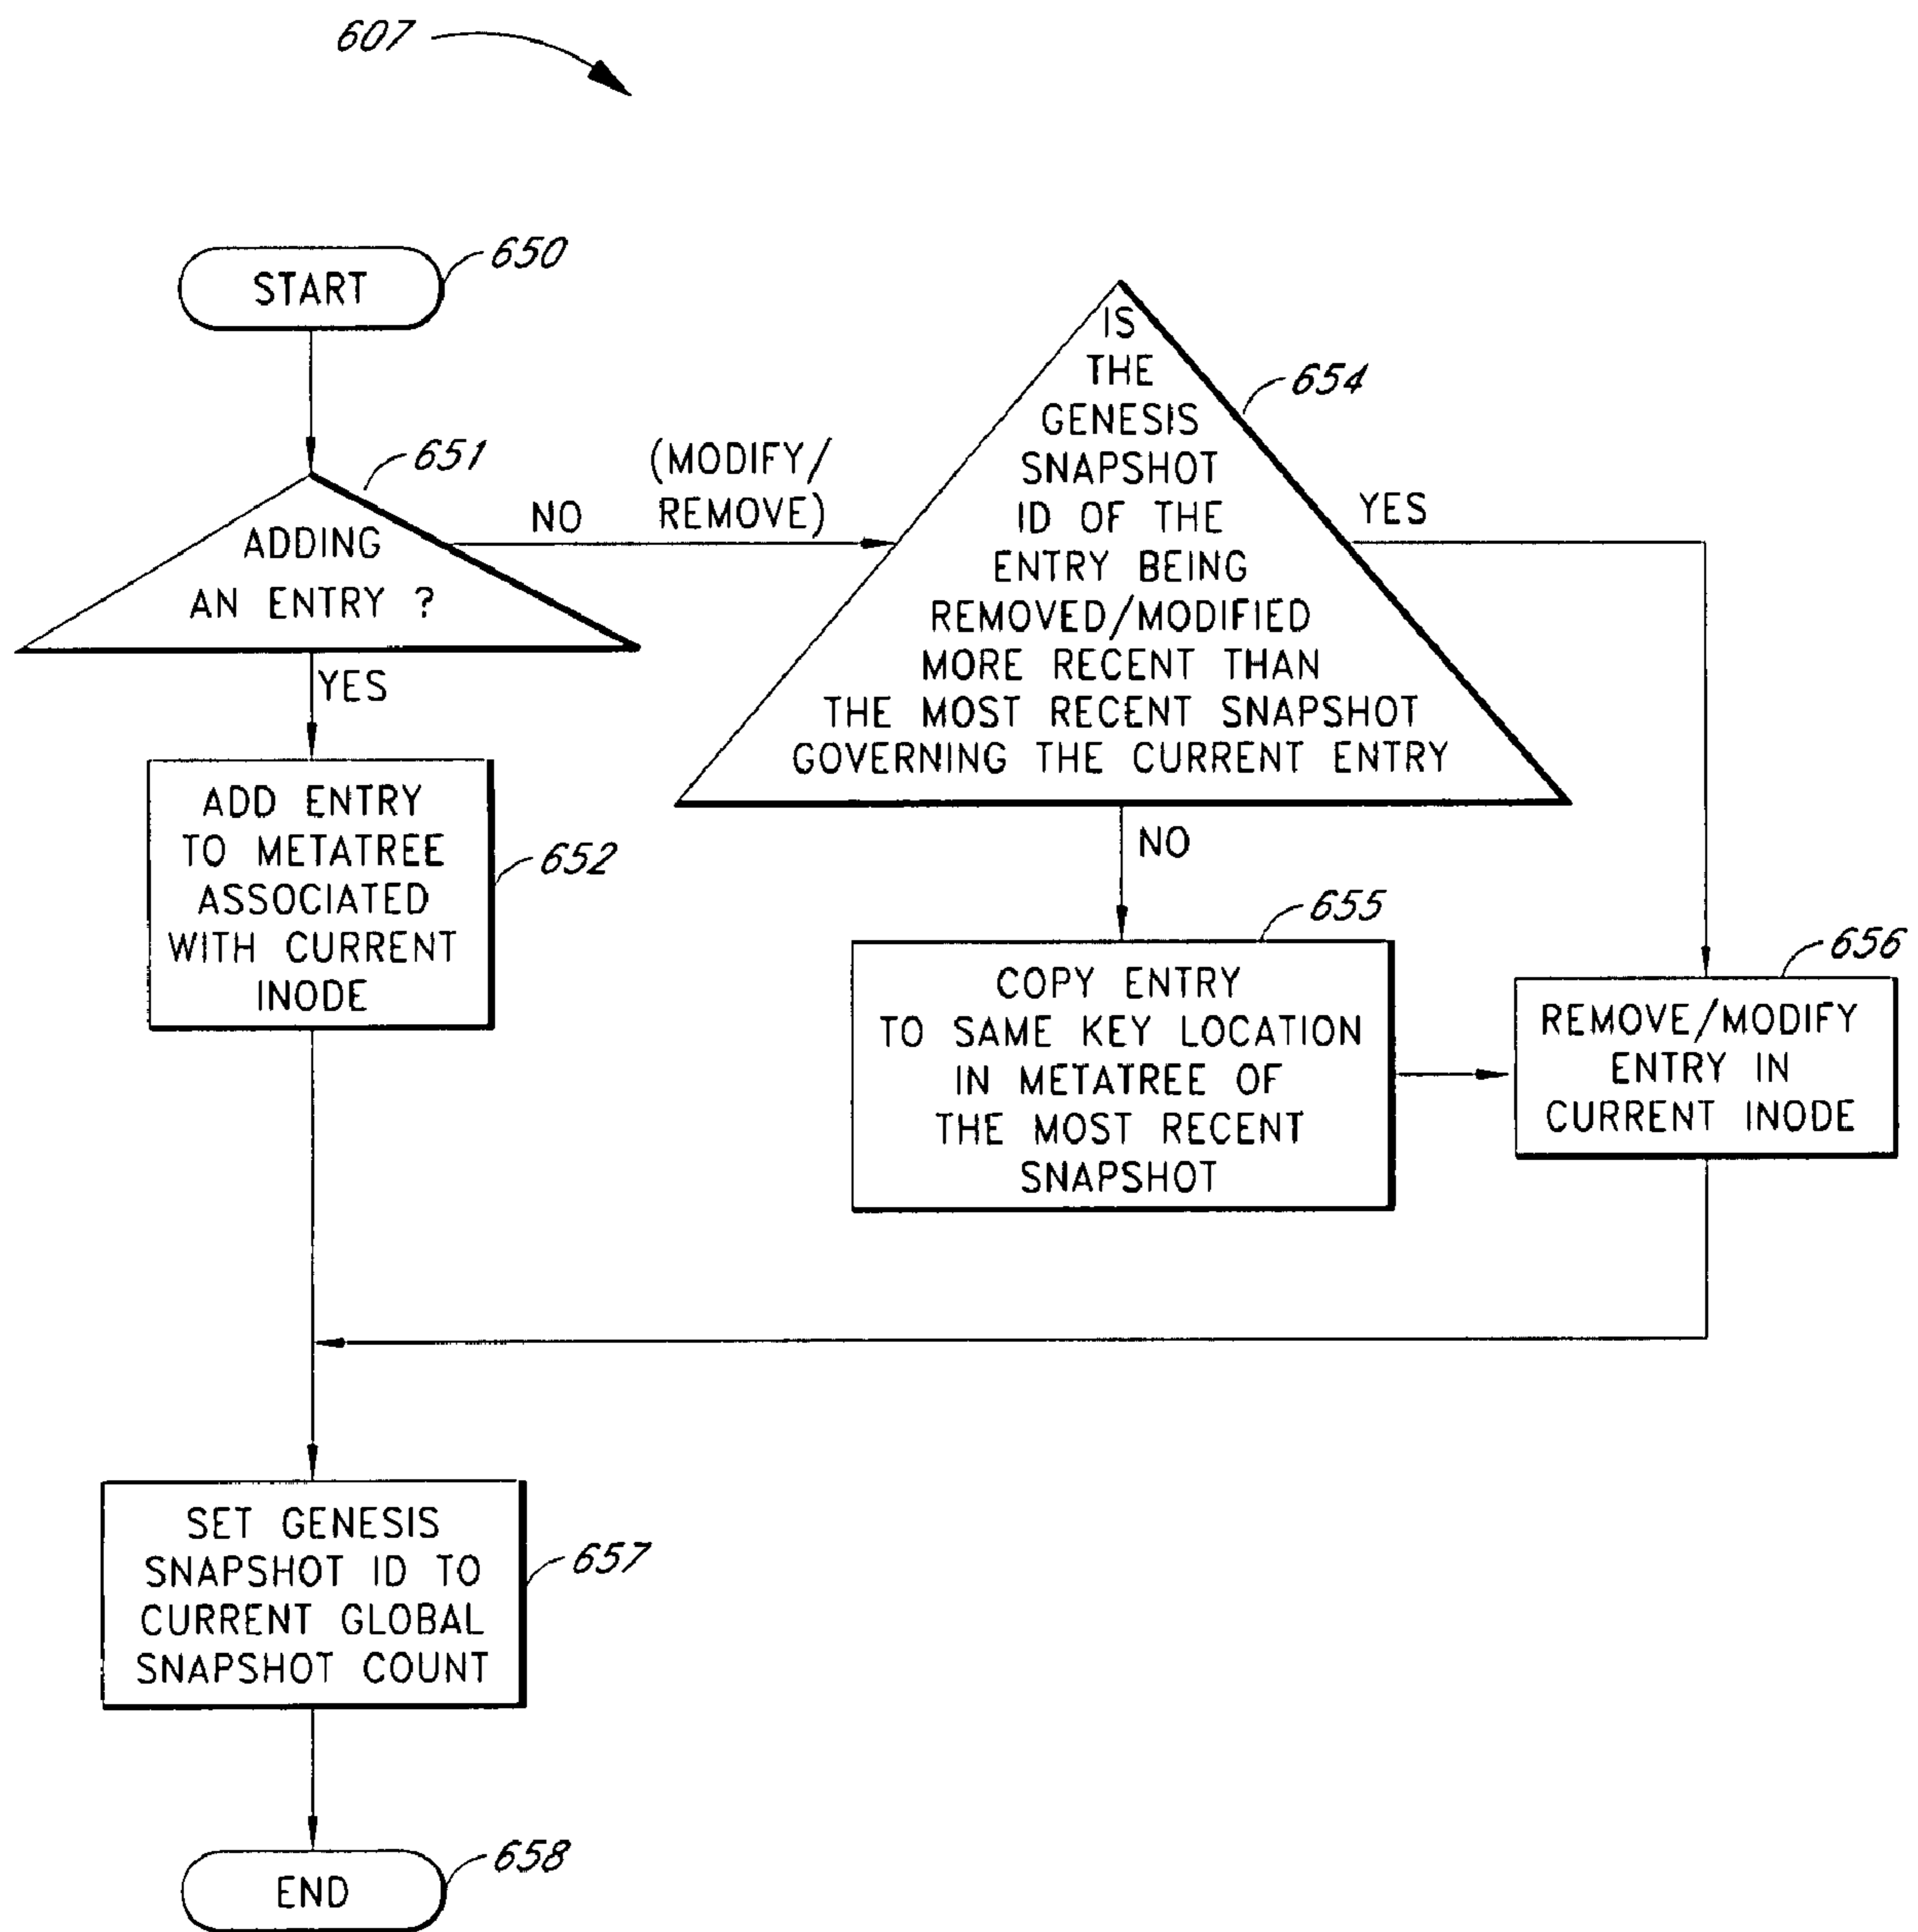 607
START
650
651
ADDING
AN ENTRY ?
NO
(MODIFY/
REMOVE)
YES
IS
THE
GENESIS
SNAPSHOT
ID OF THE
ENTRY BEING
REMOVED/MODIFIED
MORE RECENT THAN
THE MOST RECENT SNAPSHOT
GOVERNING THE CURRENT ENTRY
654
YES
NO
ADD ENTRY
TO METATREE
ASSOCIATED
WITH CURRENT
INODE
652
COPY ENTRY
TO SAME KEY LOCATION
IN METATREE OF
THE MOST RECENT
SNAPSHOT
655
REMOVE/MODIFY
ENTRY IN
CURRENT INODE
656
SET GENESIS
SNAPSHOT ID TO
CURRENT GLOBAL
SNAPSHOT COUNT
657
END
658